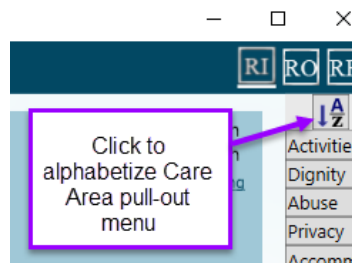 RI RO
A
Z
Click to
alphabetize Care
Area pull-out
menu
Dignity
Abuse
Privacy